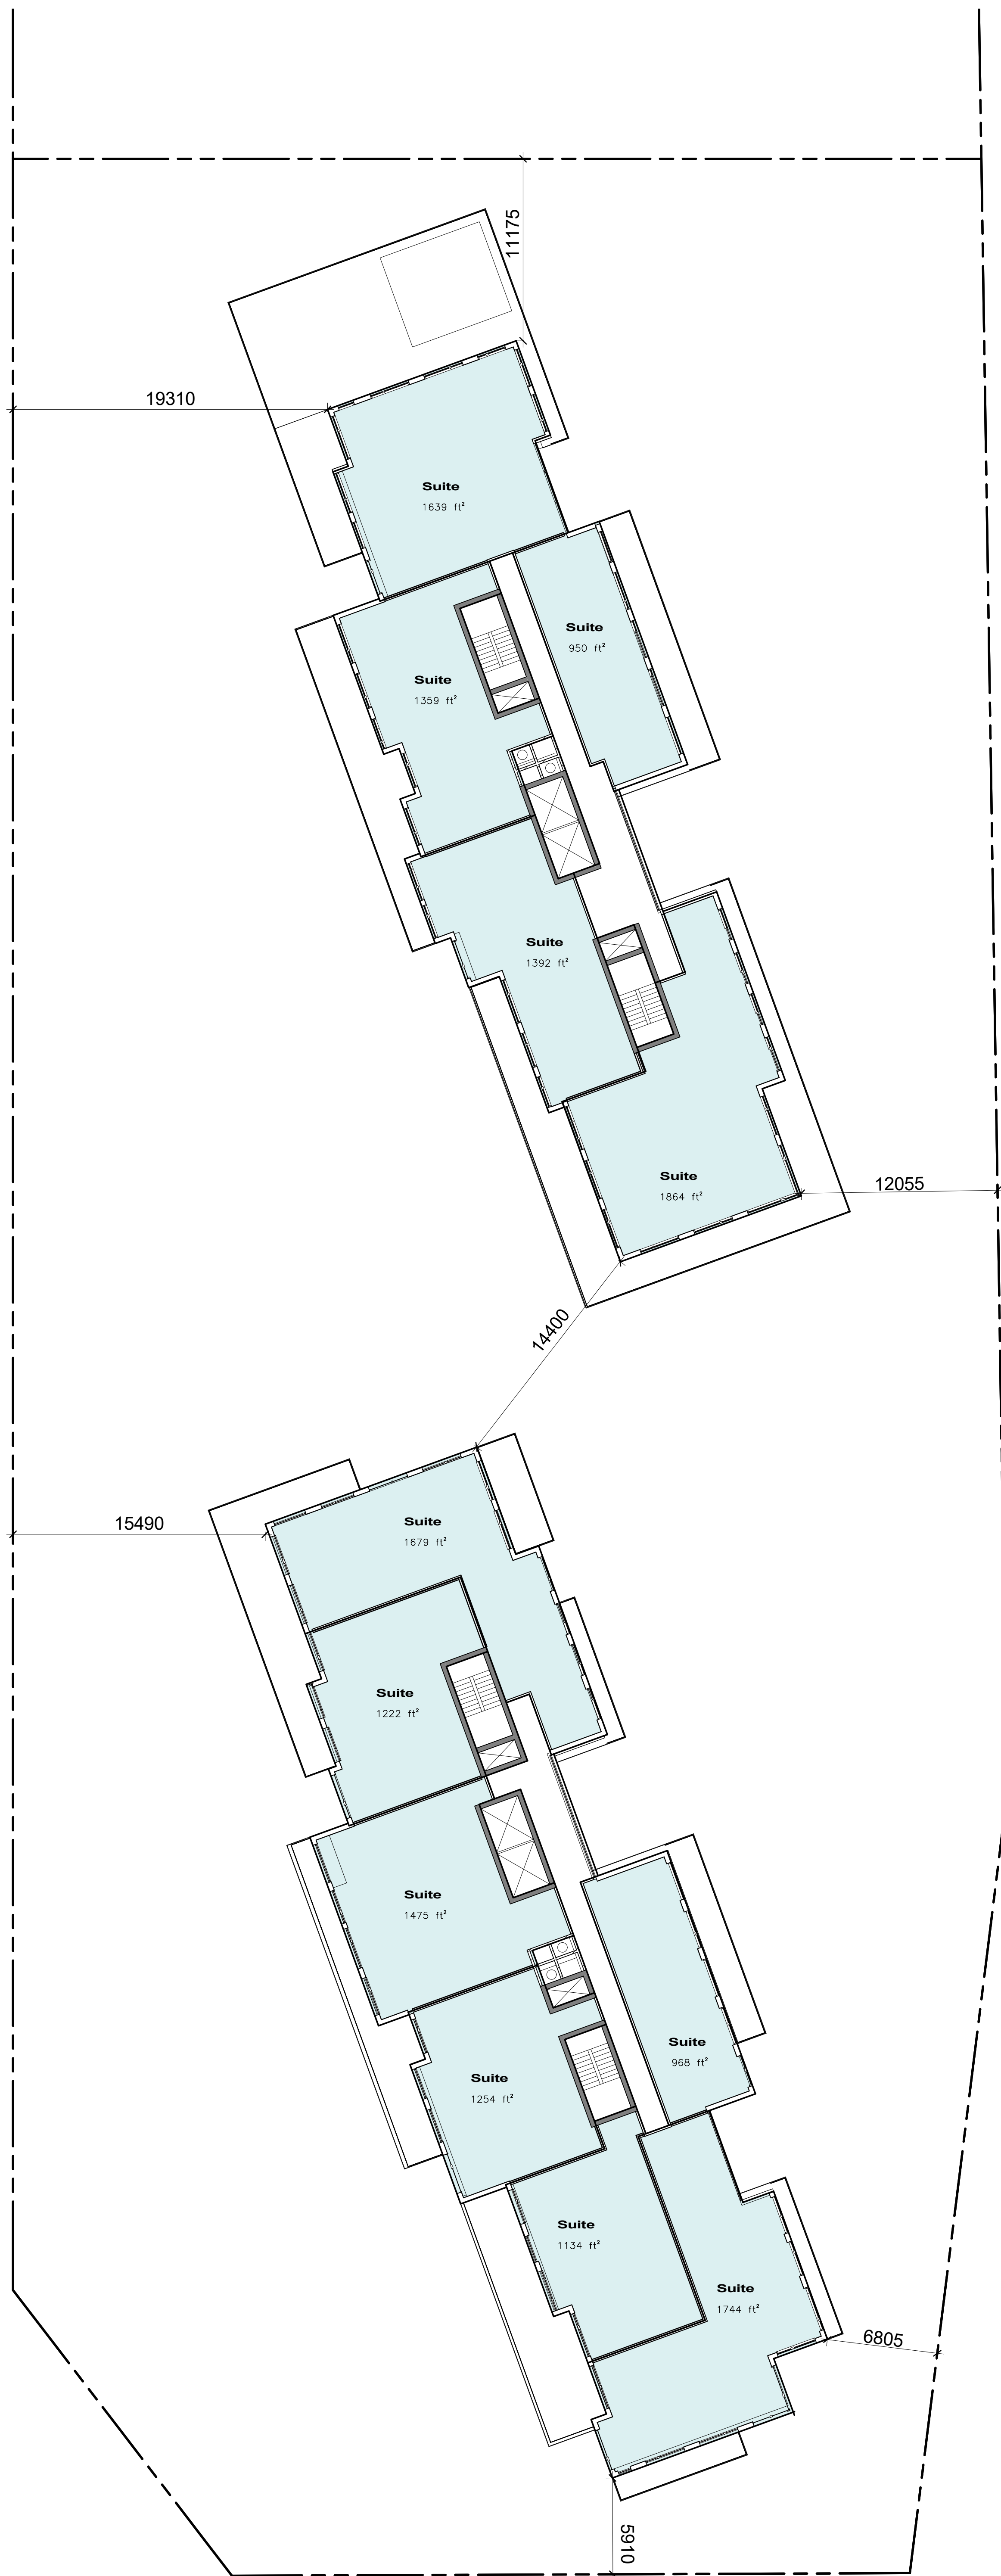 11175
19310
Suite
1639 ft²
Suite
950 ft²
Suite
1359 ft²
Suite
1392 ft²
Suite
1864 ft²
12055
14400
15490
Suite
1679 ft²
Suite
1222 ft²
Suite
1475 ft²
Suite
968 ft²
Suite
1254 ft²
Suite
1134 ft²
Suite
1744 ft²
6805
5910